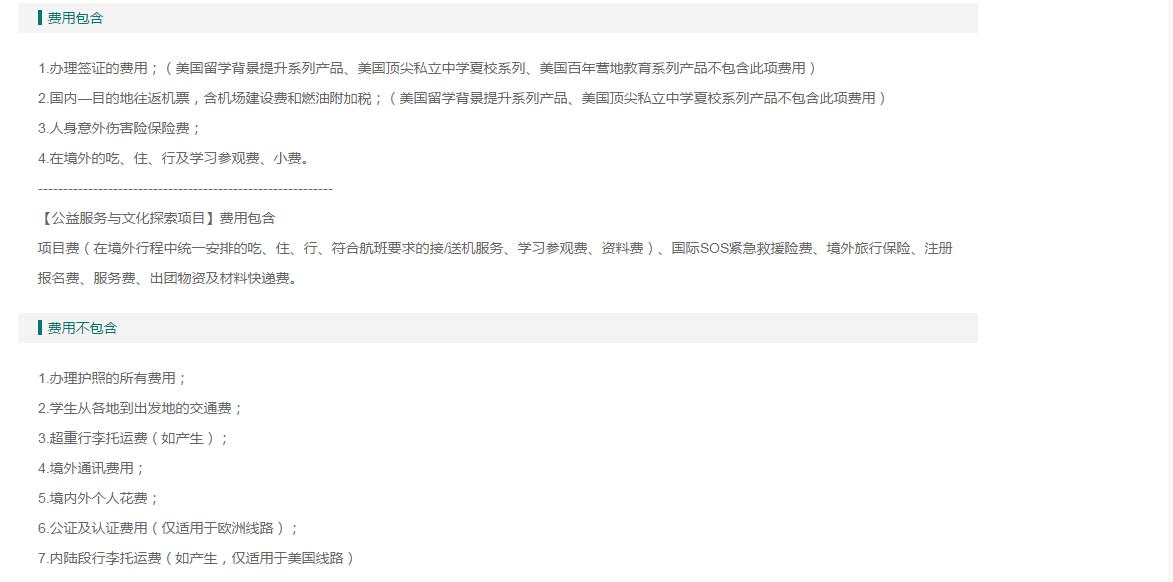 费用包含
1.办理签证的费用；（美国留学背景提升系列产品、美国顶尖私立中学夏校系列、美国百年营地教育系列产品不包含此项费用）
2.国内—目的地往返机票，含机场建设费和燃油附加税；（美国留学背景提升系列产品、美国顶尖私立中学夏校系列产品不包含此项费用）
3.人身意外伤害险保险费；
4.在境外的吃、住、行及学习参观费、小费。
-----------------------------------------------------------
【公益服务与文化探索项目】费用包含
项目费（在境外行程中统一安排的吃、住、行、符合航班要求的接/送机服务、学习参观费、资料费）、国际SOS紧急救援险费、境外旅行保险、注册
报名费、服务费、出团物资及材料快递费。
费用不包含
1.办理护照的所有费用；
2.学生从各地到出发地的交通费；
3.超重行李托运费（如产生）；
4.境外通讯费用；
5.境内外个人花费；
6.公证及认证费用（仅适用于欧洲线路）；
7.内陆段行李托运费（如产生，仅适用于美国线路）